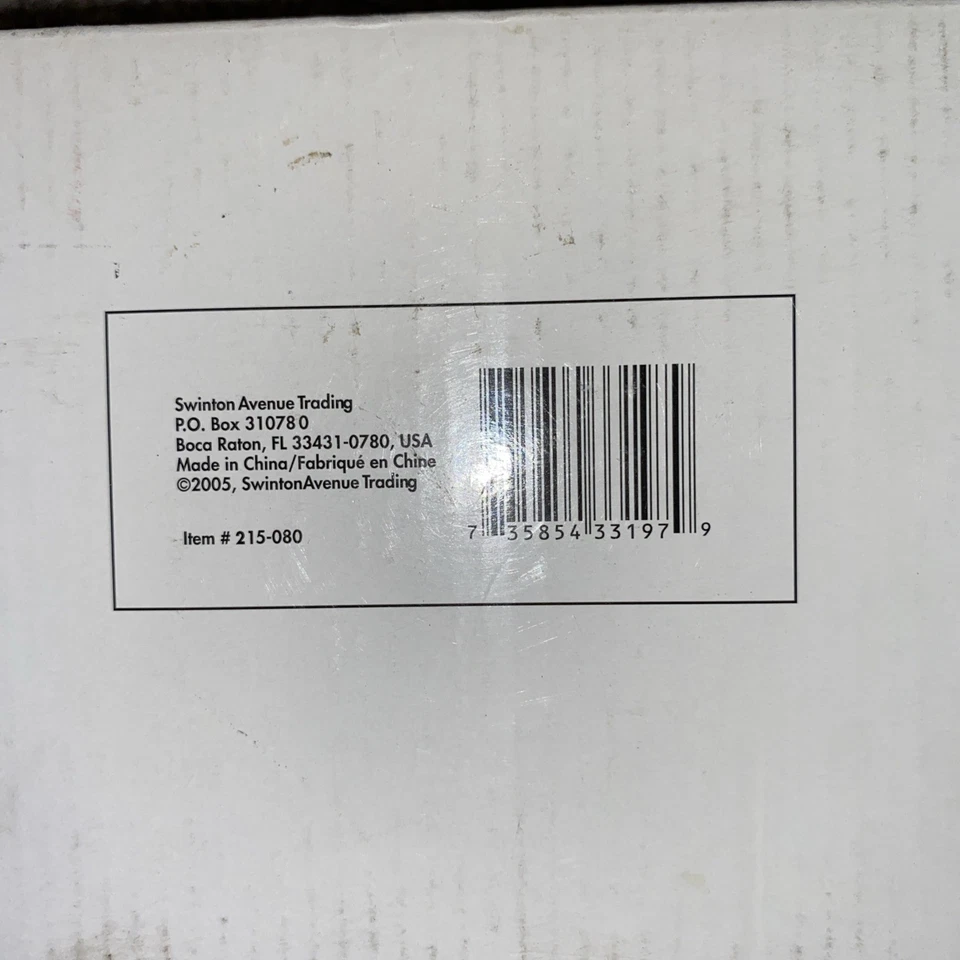 Swinton Avenue Trading
P.O. Box 310780
Boca Raton, FL 33431-0780, USA
Made in China/Fabriqué en Chine
©2005, SwintonAvenue Trading
Item # 215-080
7 35854 33197 9